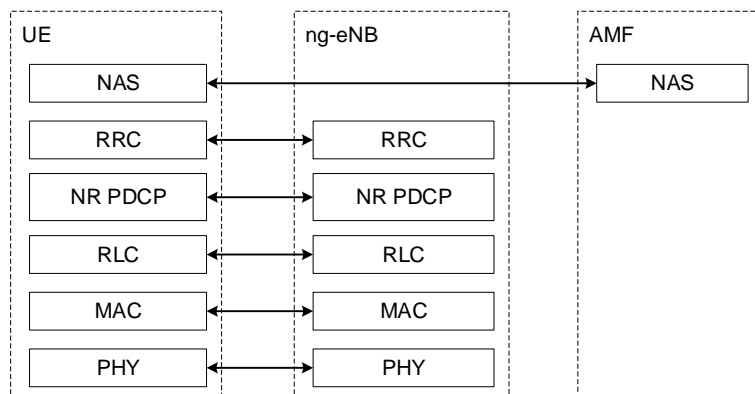 UE ng-eNB AMF
NAS NAS
RRC RRC
NR PDCP NR PDCP
RLC RLC
MAC MAC
PHY PHY